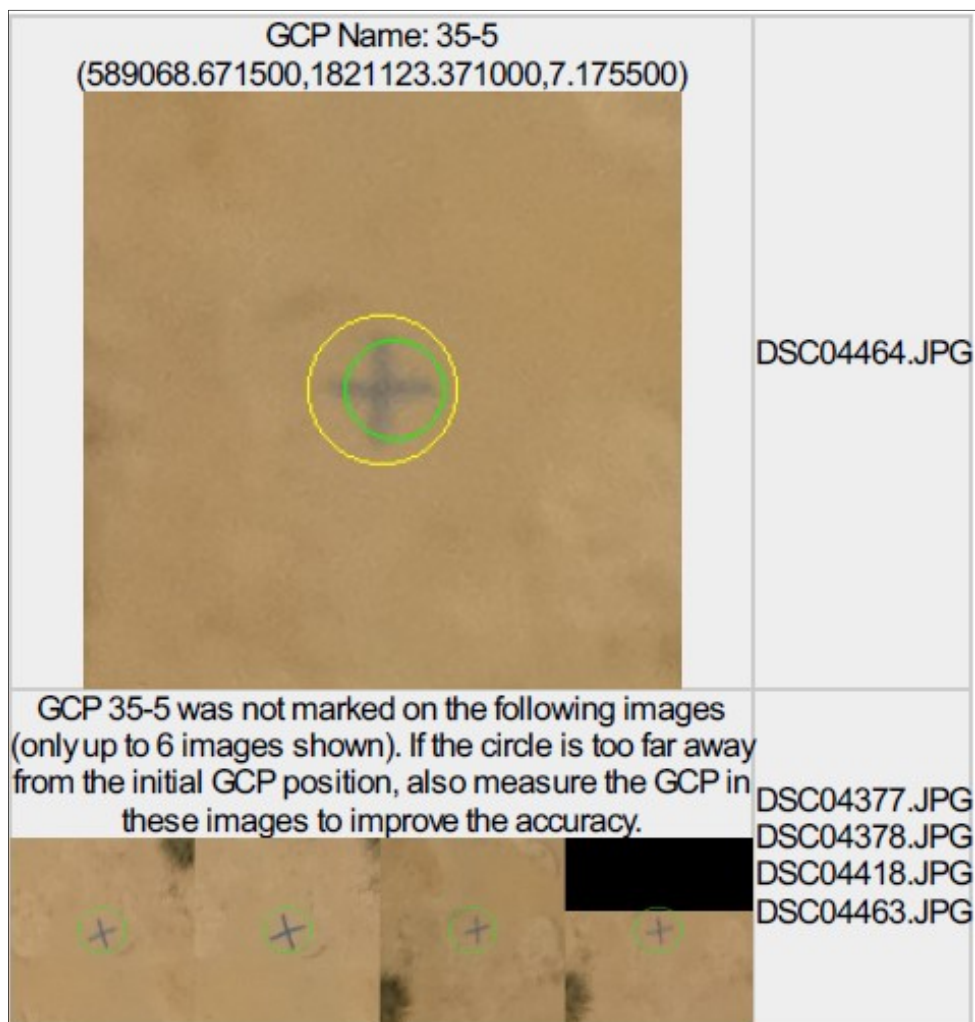 GCP Name: 35-5
(589068.671500,1821123.371000,7.175500)
DSC04464.JPG
GCP 35-5 was not marked on the following images
(only up to 6 images shown). If the circle is too far away
from the initial GCP position, also measure the GCP in
these images to improve the accuracy.
DSC04377.JPG
DSC04378.JPG
DSC04418.JPG
DSC04463.JPG